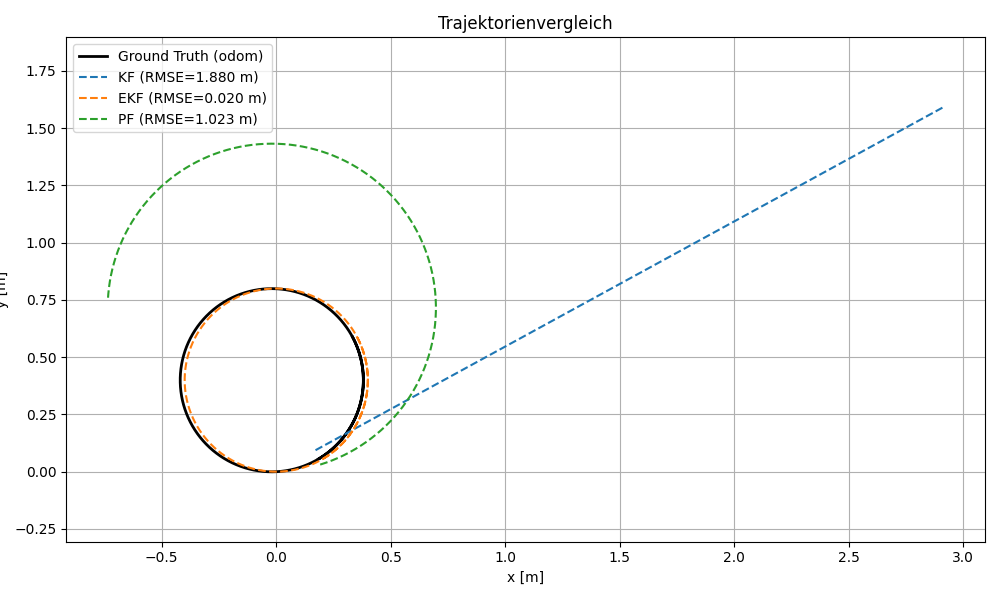 Trajektorienvergleich
Ground Truth (odom)
KF (RMSE=1.880 m)
EKF (RMSE=0.020 m)
PF (RMSE=1.023 m)
1.75
1.50
1.25
1.00
0.75
0.50
0.25
0.00
−0.25
y [m]
−0.5
0.0
0.5
1.0
1.5
2.0
2.5
3.0
x [m]